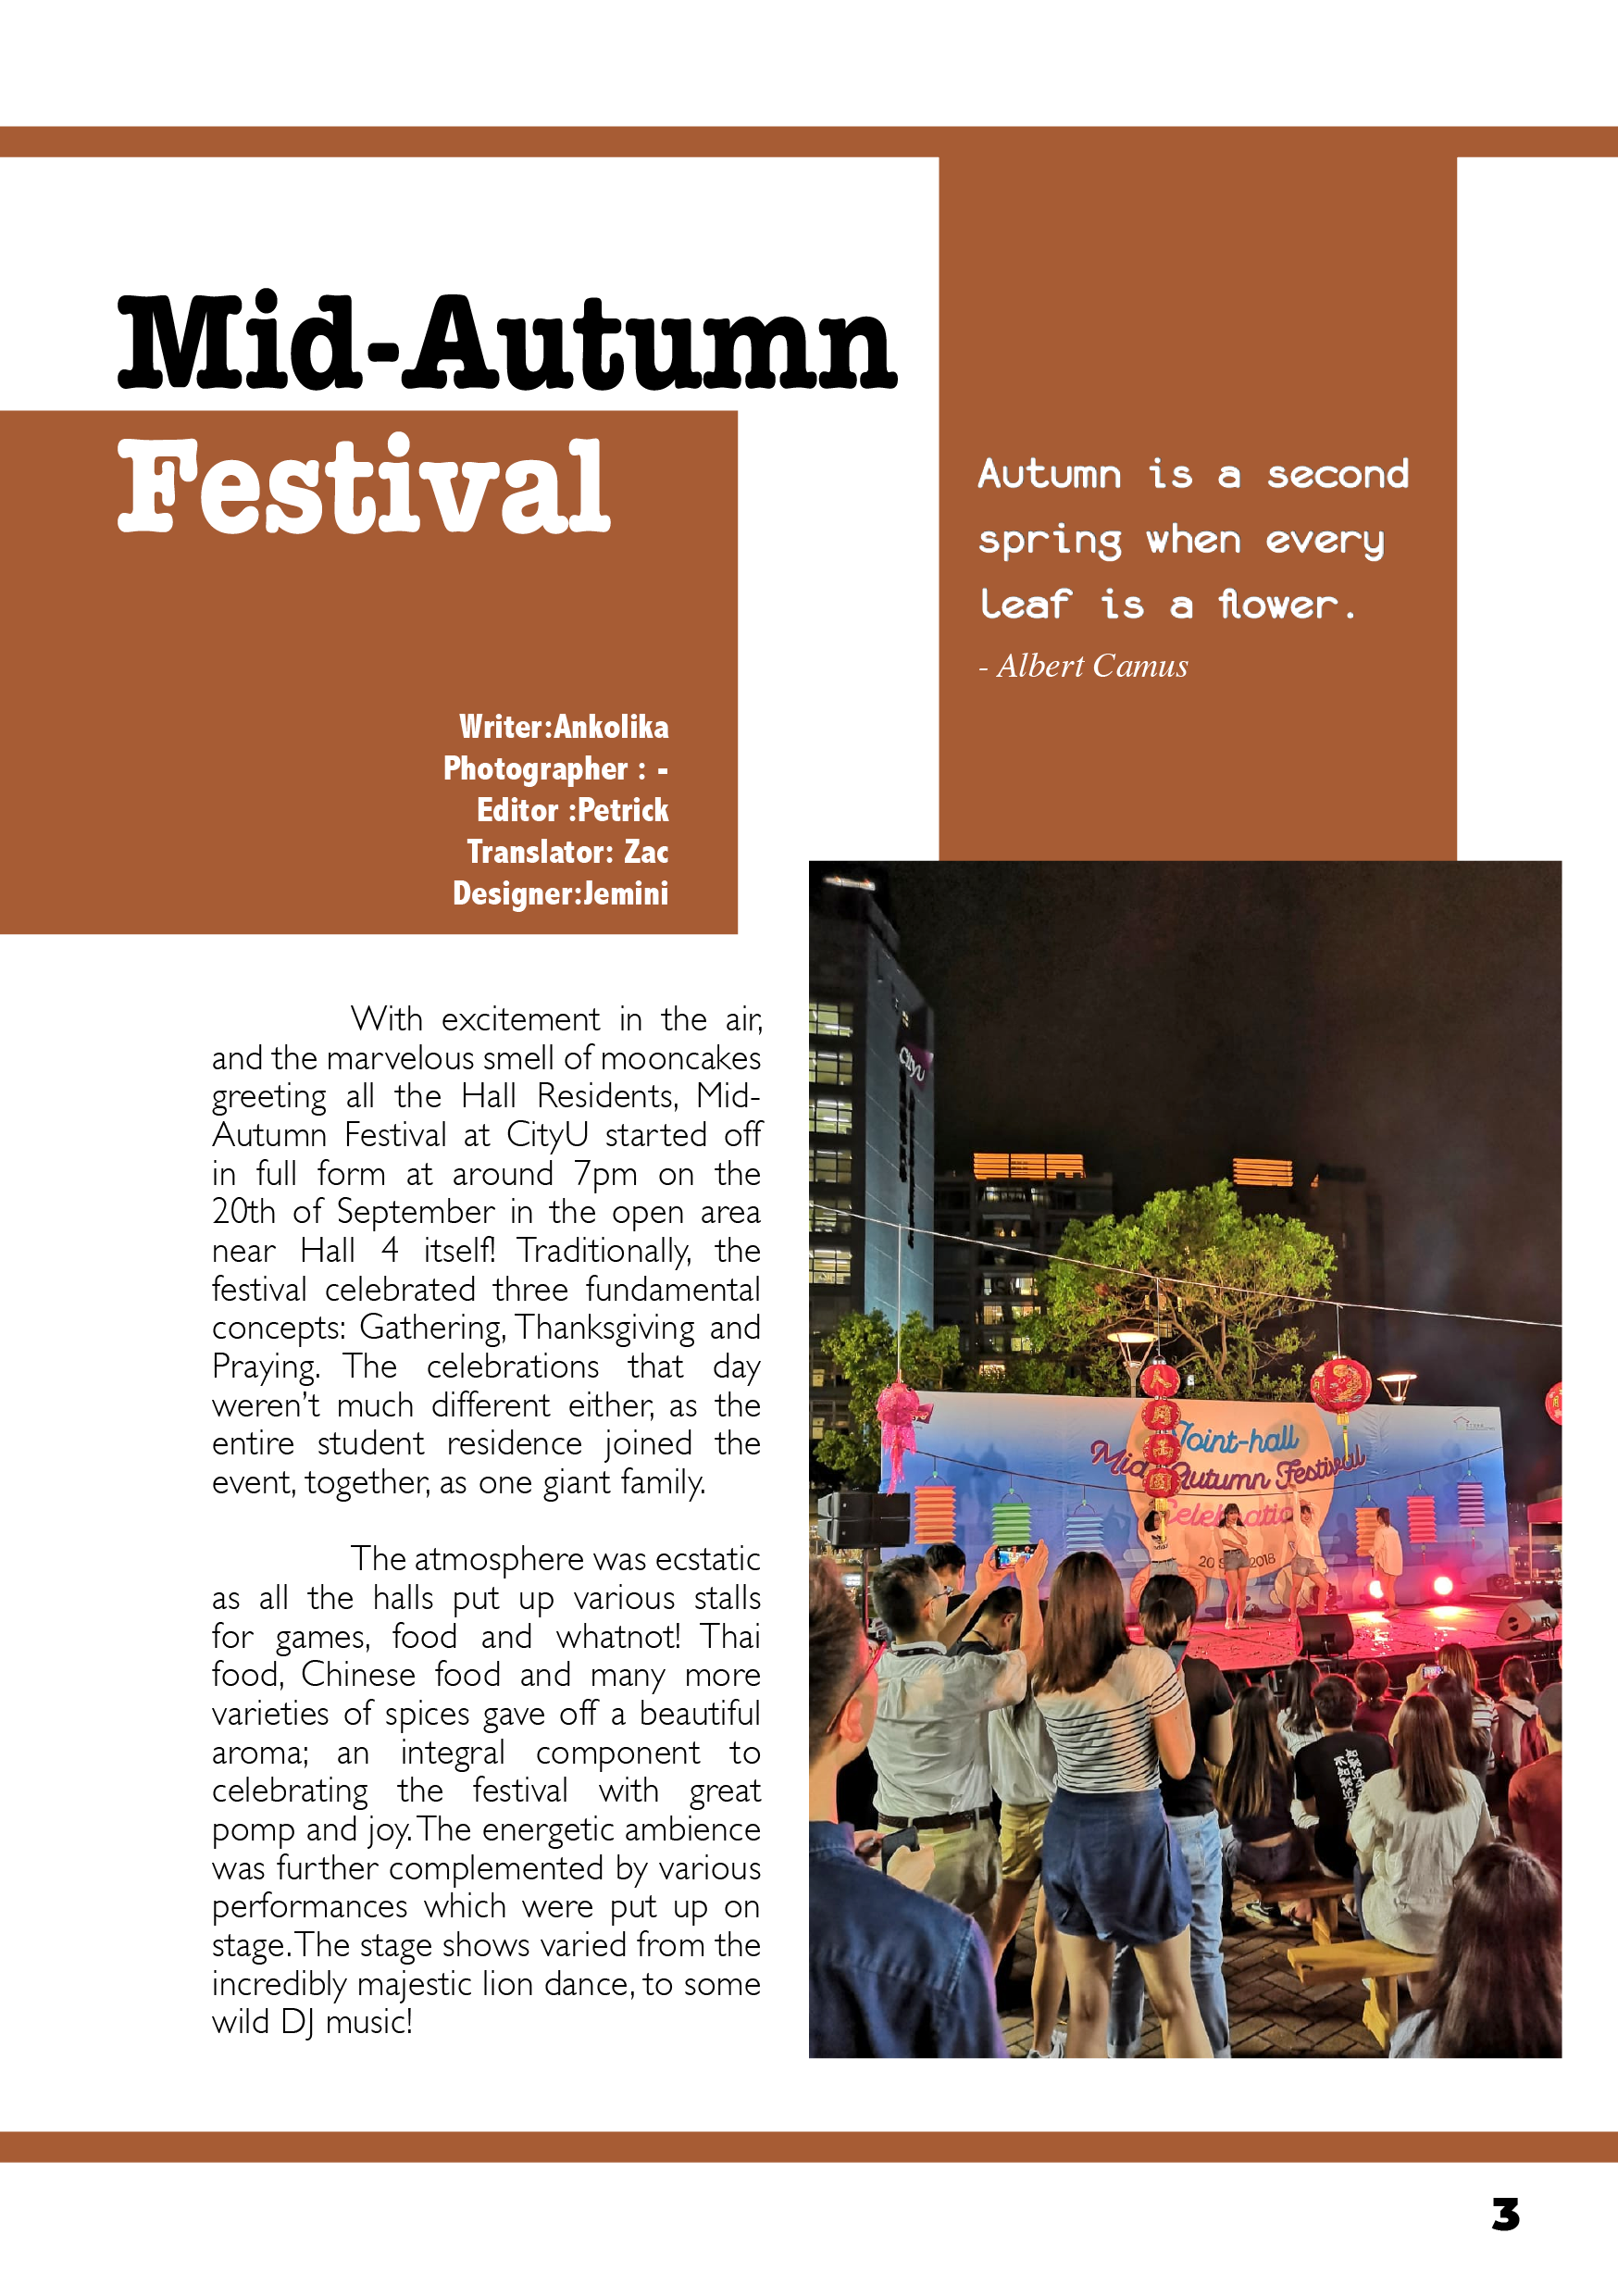 Mid-Autumn
Festival
Autumn is a second
spring when every
leaf is a flower.
- Albert Camus
Writer:Ankolika
Photographer : -
Editor :Petrick
Translator: Zac
Designer:Jemini
With excitement in the air,
and the marvelous smell of mooncakes
greeting all the Hall Residents, Mid-
Autumn Festival at CityU started off
in full form at around 7pm on the
20th of September in the open area
near Hall 4 itself! Traditionally, the
festival celebrated three fundamental
concepts: Gathering, Thanksgiving and
Praying. The celebrations that day
weren't much different either, as the
entire student residence joined the
event, together, as one giant family.
The atmosphere was ecstatic
as all the halls put up various stalls
for games, food and whatnot! Thai
food, Chinese food and many more
varieties of spices gave off a beautiful
aroma; an integral component to
celebrating the festival with great
pomp and joy. The energetic ambience
was further complemented by various
performances which were put up on
stage. The stage shows varied from the
incredibly majestic lion dance, to some
wild DJ music!
CityU
Joint-hall
Mid Autumn Festival
Celebratio
20 S 2018
3